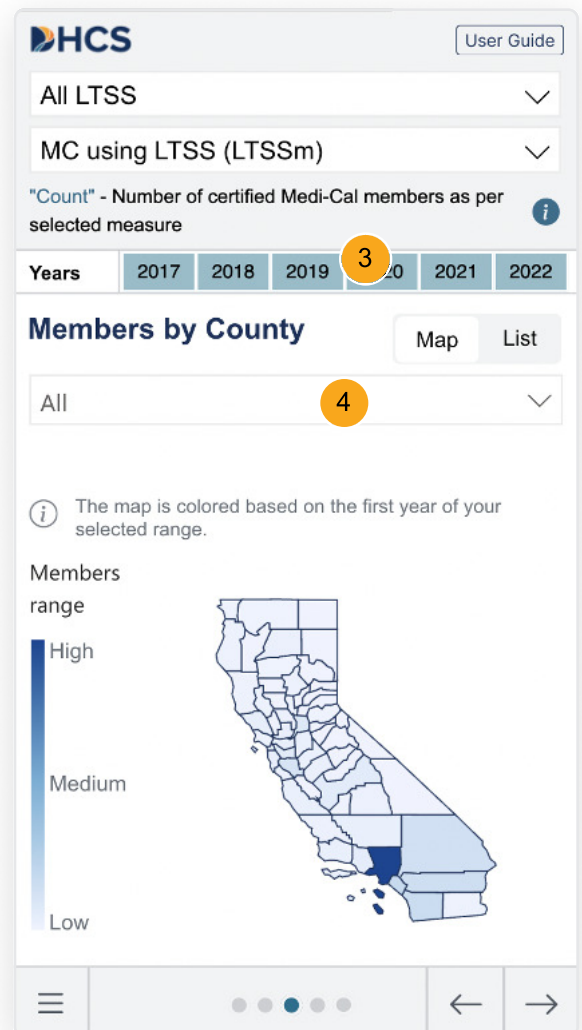 DHCS
User Guide
All LTSS
MC using LTSS (LTSSm)
"Count" - Number of certified Medi-Cal members as per
selected measure
i
Years 2017 2018 2019 3 20 2021 2022
Members by County
Map List
All 4
i The map is colored based on the first year of your
selected range.
Members
range
High
Medium
Low